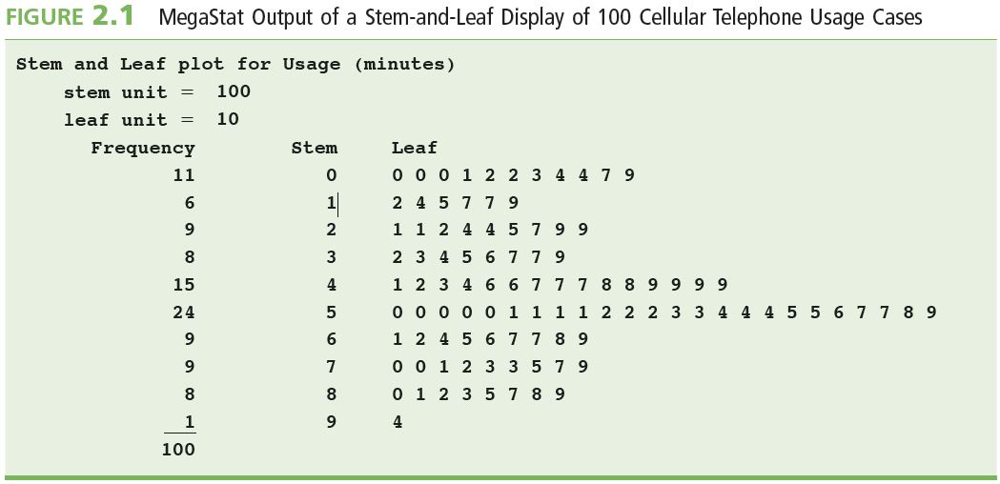 FIGURE 2.1 MegaStat Output of a Stem-and-Leaf Display of 100 Cellular Telephone Usage Cases
Stem and Leaf plot for Usage (minutes)
stem unit = 100
leaf unit = 10
Frequency Stem Leaf
11 0 0 0 0 1 2 2 3 4 4 7 9
6 1 2 4 5 7 7 9
9 2 1 1 2 4 4 5 7 9 9
8 3 2 3 4 5 6 7 7 9
15 4 1 2 3 4 6 6 7 7 7 8 8 9 9 9 9
24 5 0 0 0 0 0 1 1 1 1 2 2 2 3 3 4 4 4 5 5 6 7 7 8 9
9 6 1 2 4 5 6 7 7 8 9
9 7 0 0 1 2 3 3 5 7 9
8 8 0 1 2 3 5 7 8 9
1 9 4
100